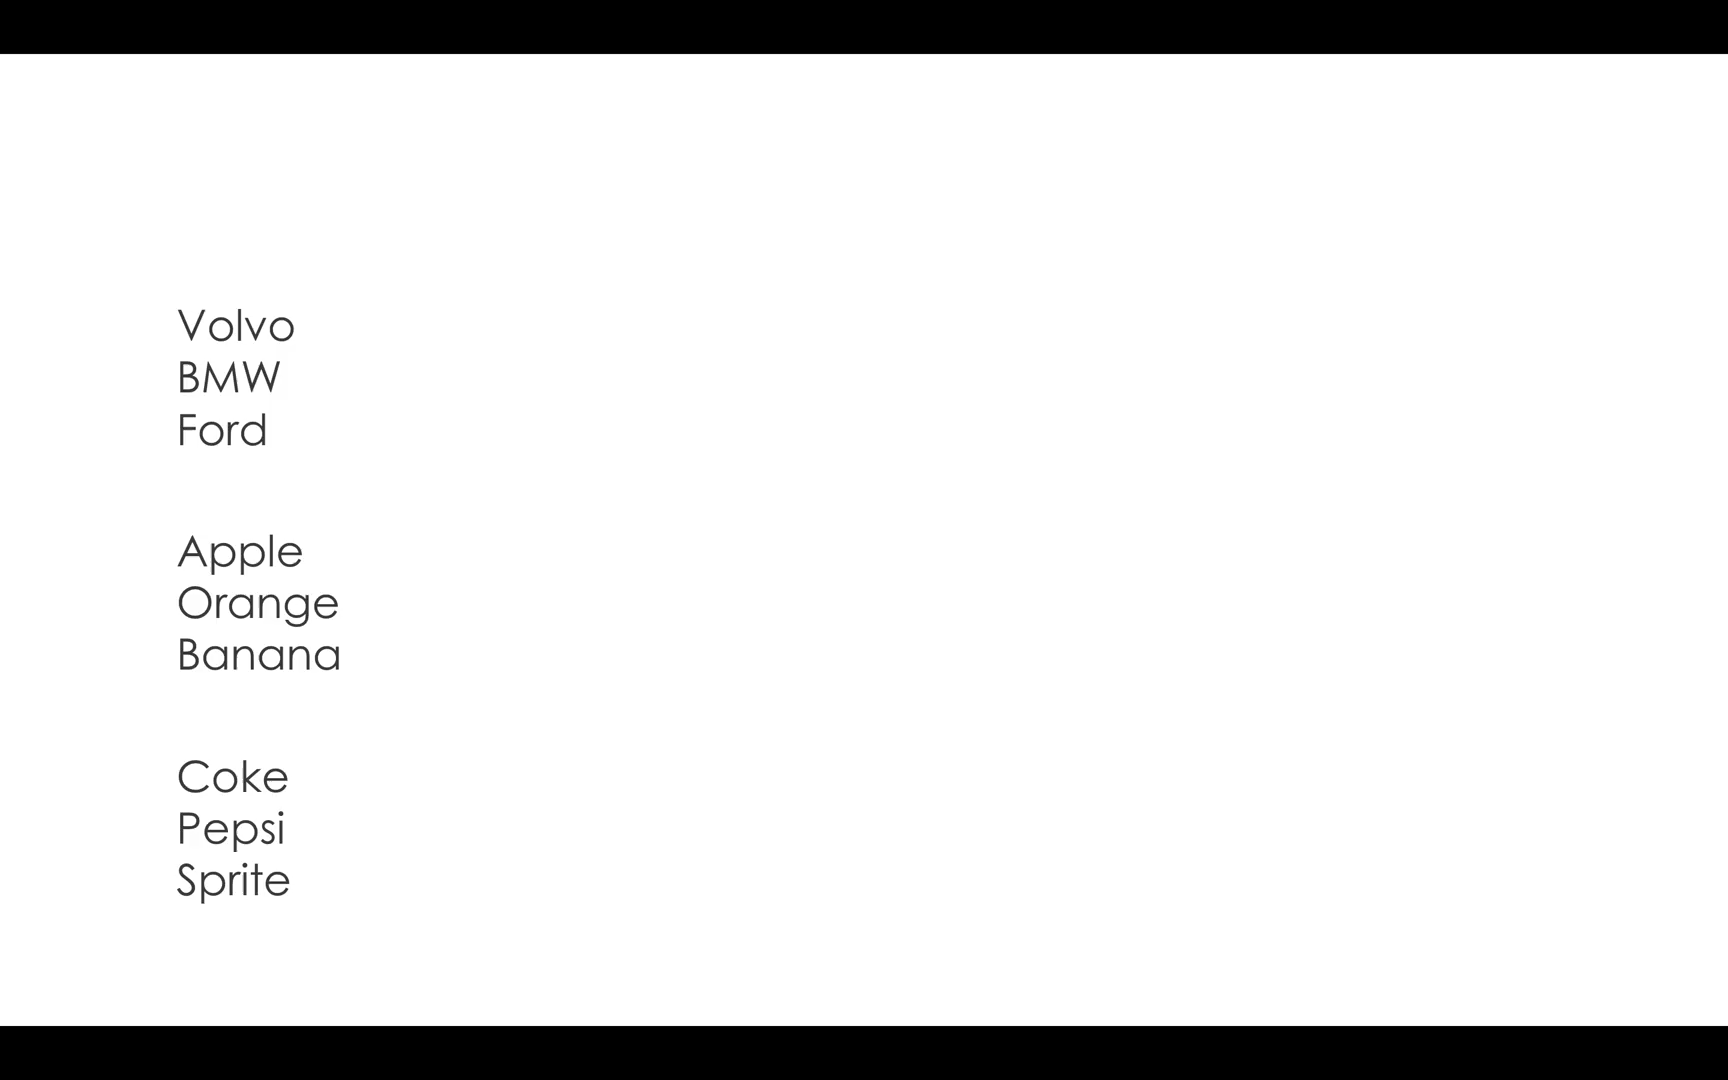 Volvo
BMW
Ford
Apple
Orange
Banana
Coke
Pepsi
Sprite